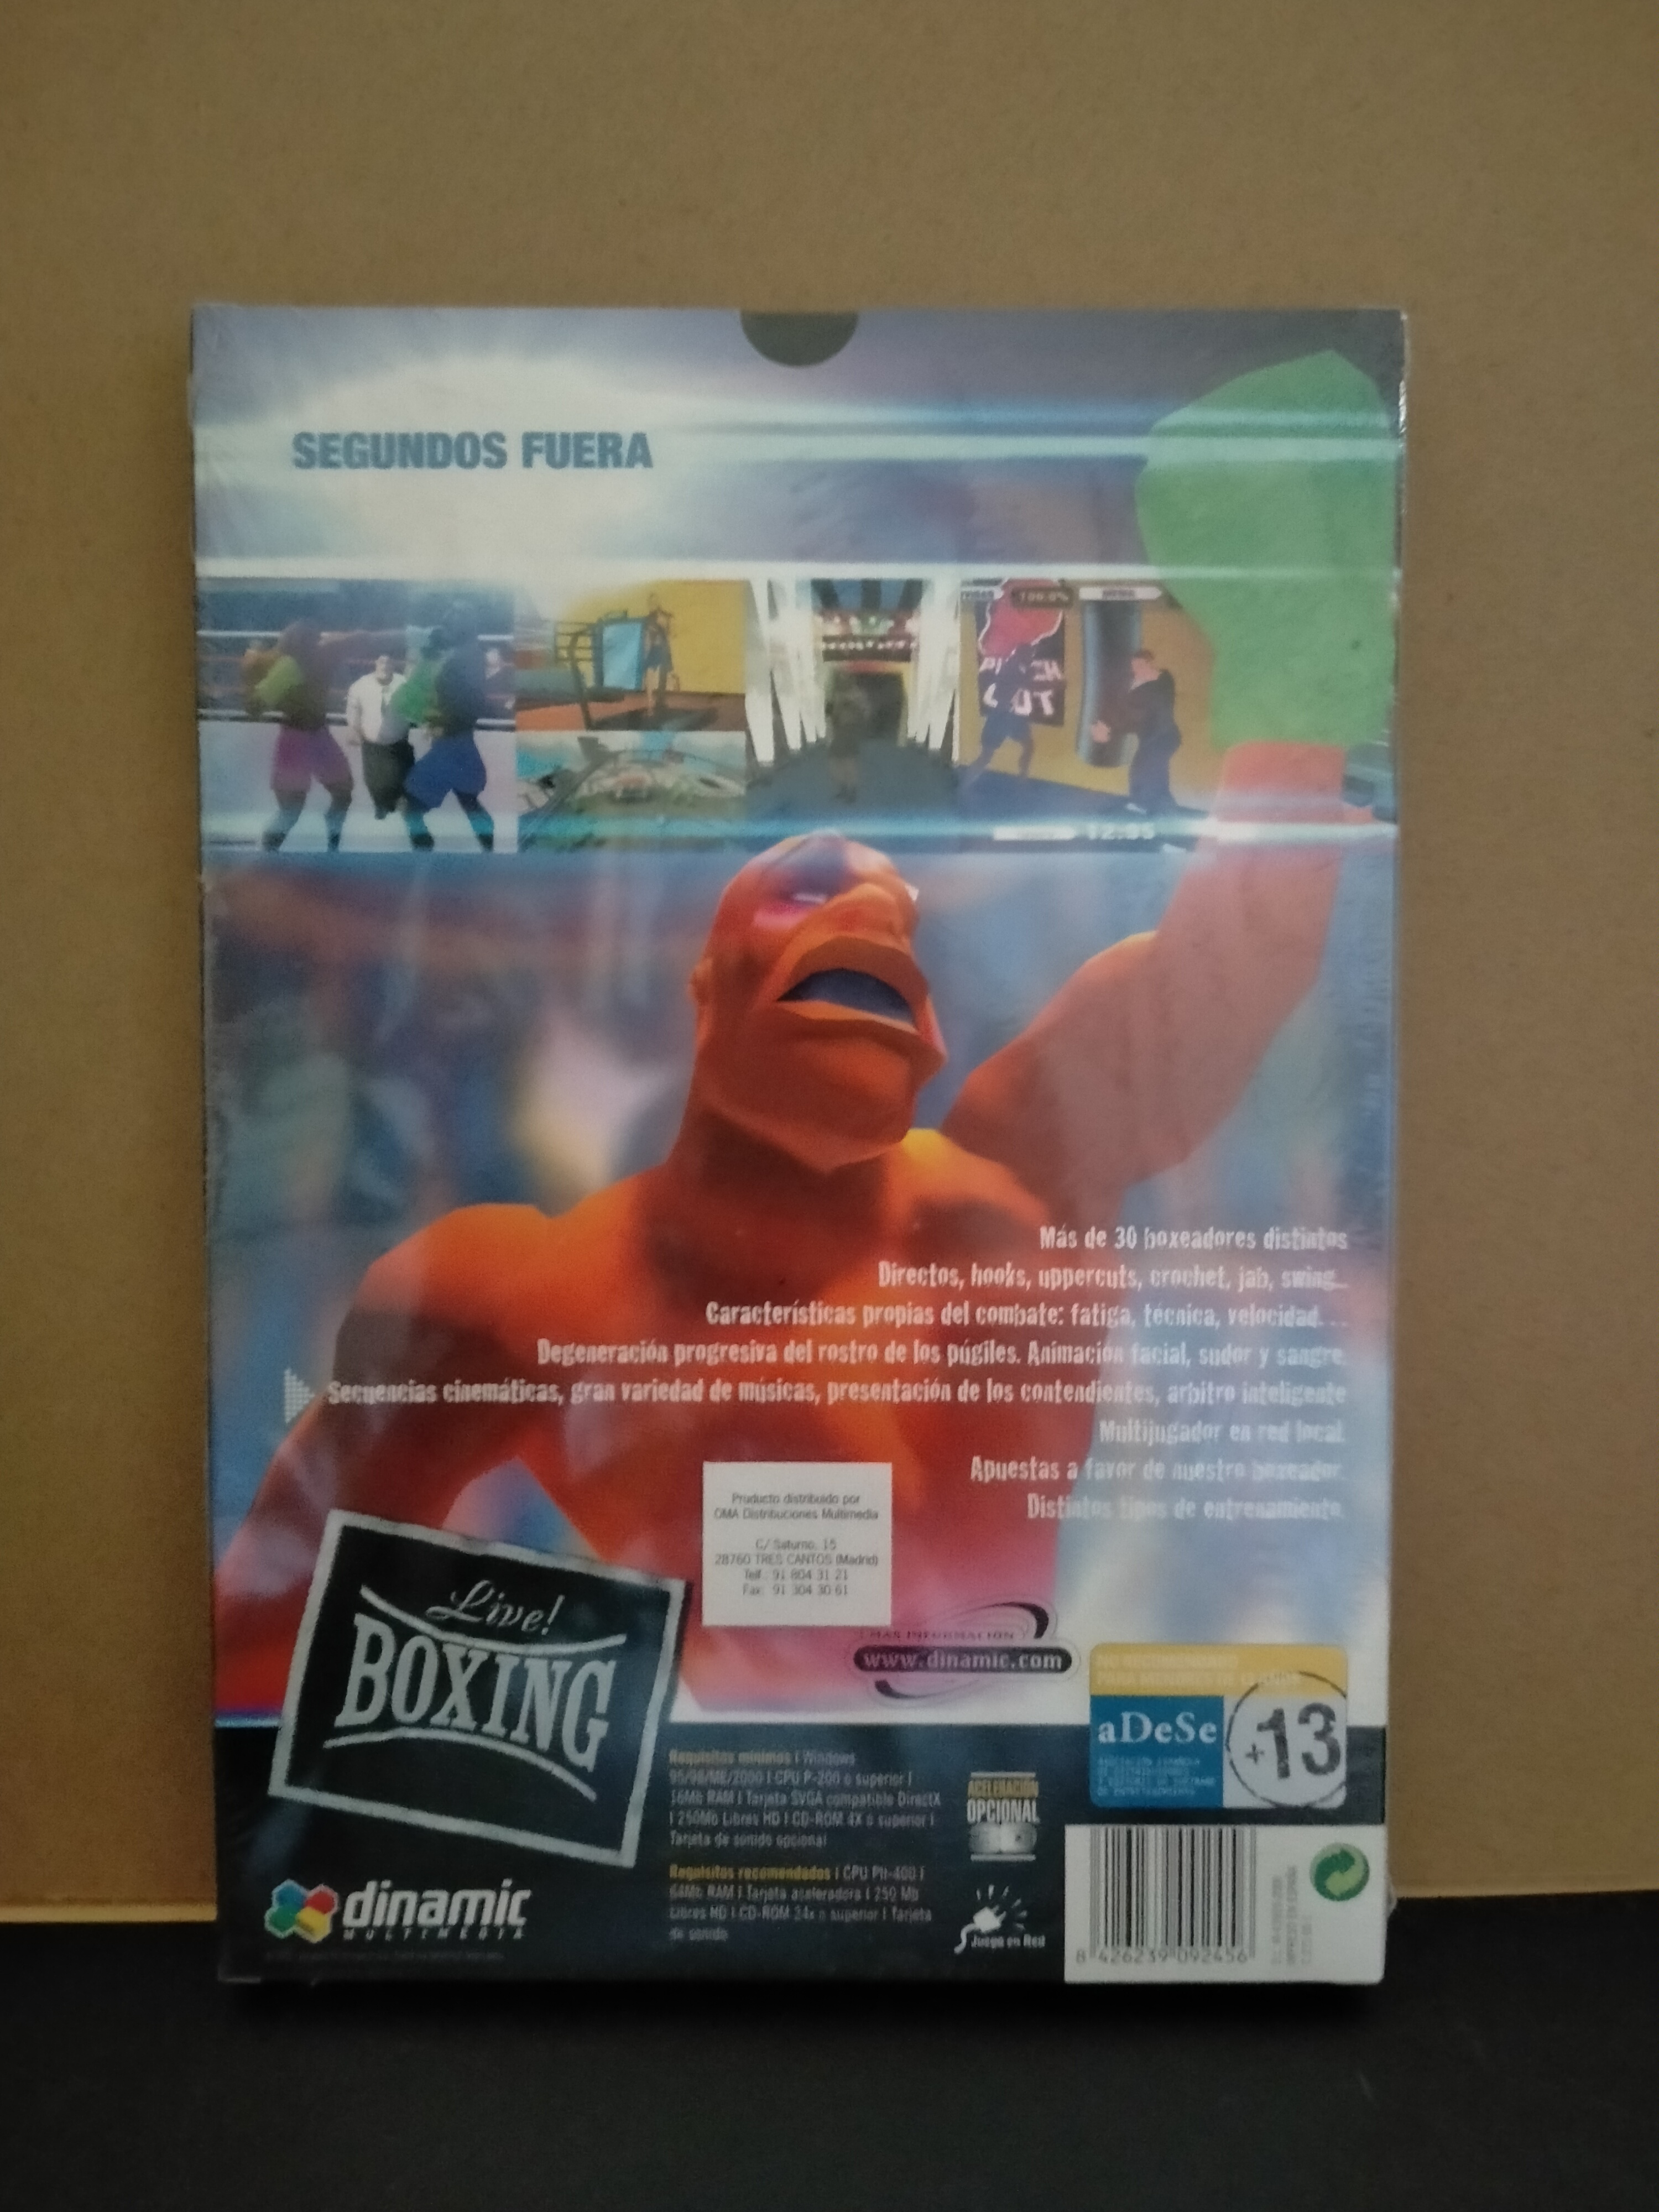 SEGUNDOS FUERA
100.0%
12:35
Más de 30 boxeadores distintos
Directos, hooks, uppercuts, crochet, jab, swing...
Características propias del combate: fatiga, técnica, velocidad...
Degeneración progresiva del rostro de los púgiles. Animación facial, sudor y sangre.
Secuencias cinemáticas, gran variedad de músicas, presentación de los contendientes, arbitro inteligente
Multijugador en red local.
Apuestas a favor de nuestro boxeador.
Distintos tipos de entrenamiento.
Producto distribuido por
OMA Distribuciones Multimedia
C/ Saturno, 15
28760 TRES CANTOS (Madrid)
Telf.: 91 804 31 21
Fax: 91 304 30 61
MÁS INFORMACIÓN
www.dinamic.com
Live!
BOXING
aDeSe
+13
Requisitos mínimos | Windows
95/98/ME/2000 | CPU P-200 o superior |
16Mb RAM | Tarjeta SVGA compatible DirectX
| 250Mb Libres HD | CD-ROM 4X o superior |
Tarjeta de sonido opcional
Requisitos recomendados | CPU PII-400 |
64Mb RAM | Tarjeta aceleradora | 250 Mb
Libres HD | CD-ROM 24x o superior | Tarjeta
de sonido
ACELERACIÓN
OPCIONAL
Juego en Red
dinamic
MULTIMEDIA
8 426239 092456